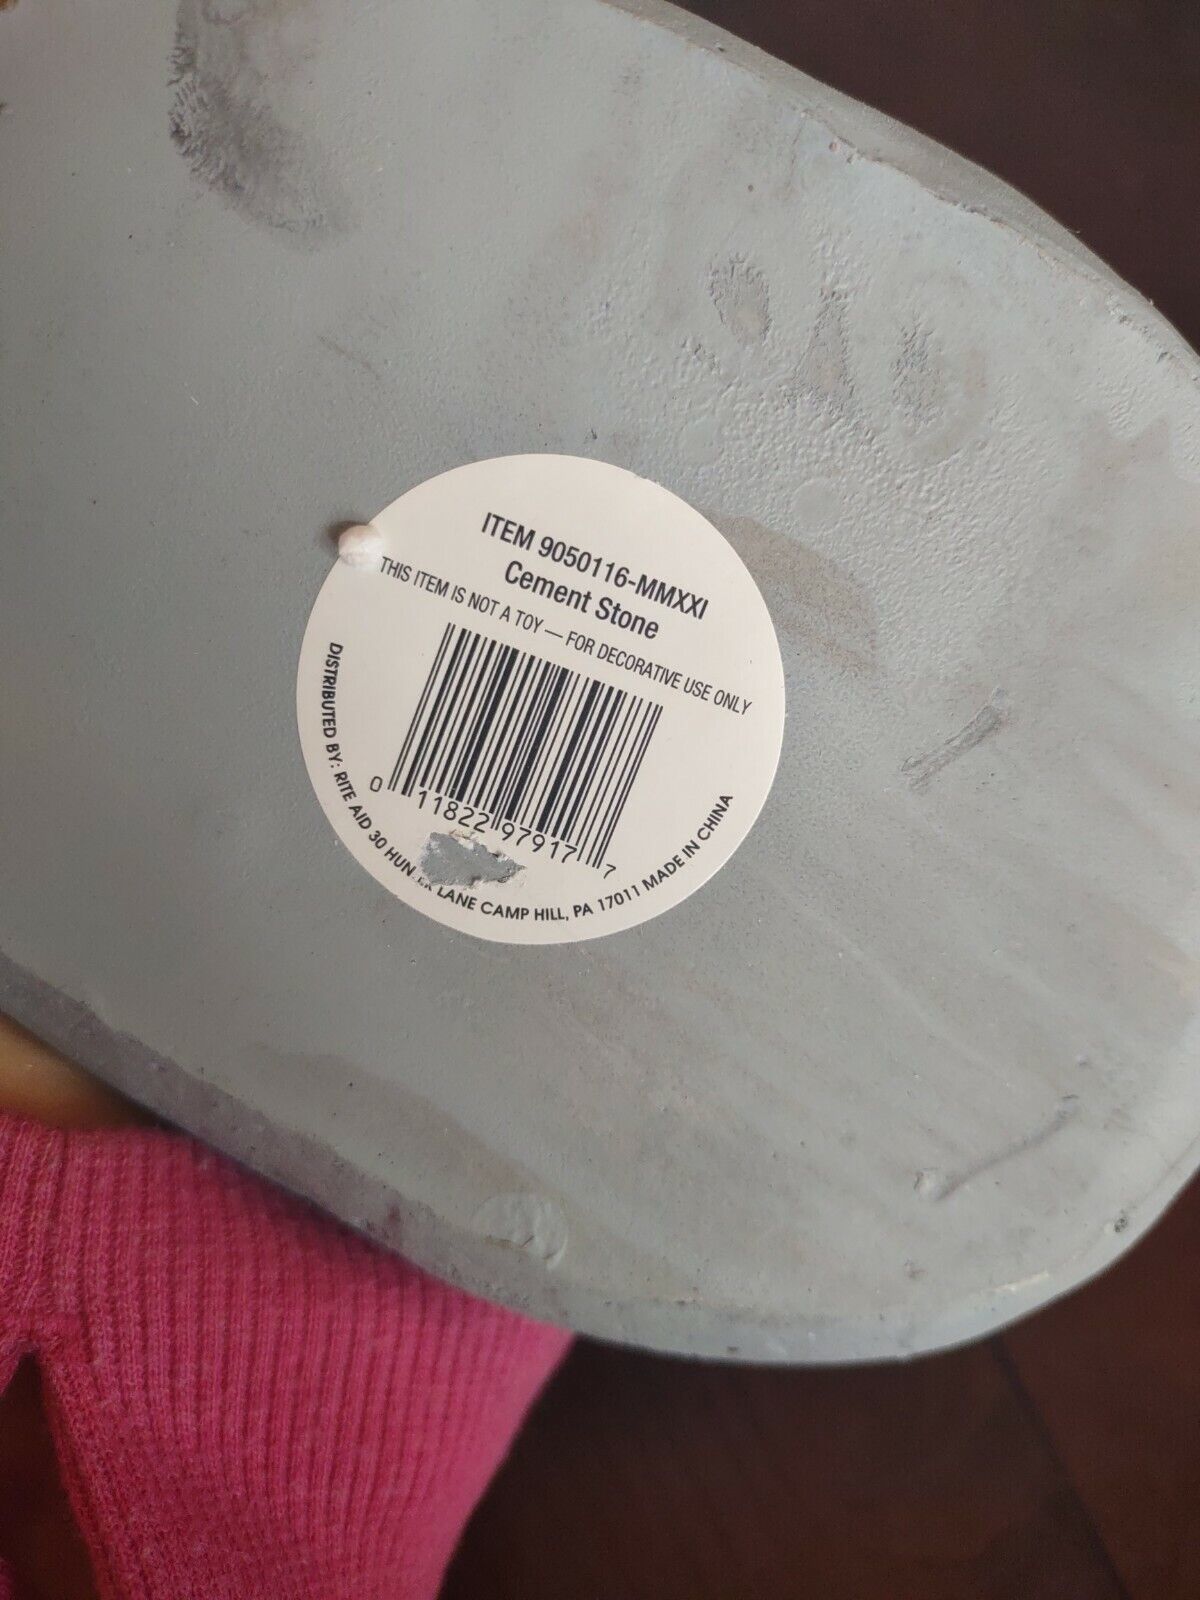 ITEM 9050116-MMXXI
Cement Stone
THIS ITEM IS NOT A TOY — FOR DECORATIVE USE ONLY
0 11822 97917 7
DISTRIBUTED BY: RITE AID 30 LANE CAMP HILL, PA 17011 MADE IN CHINA